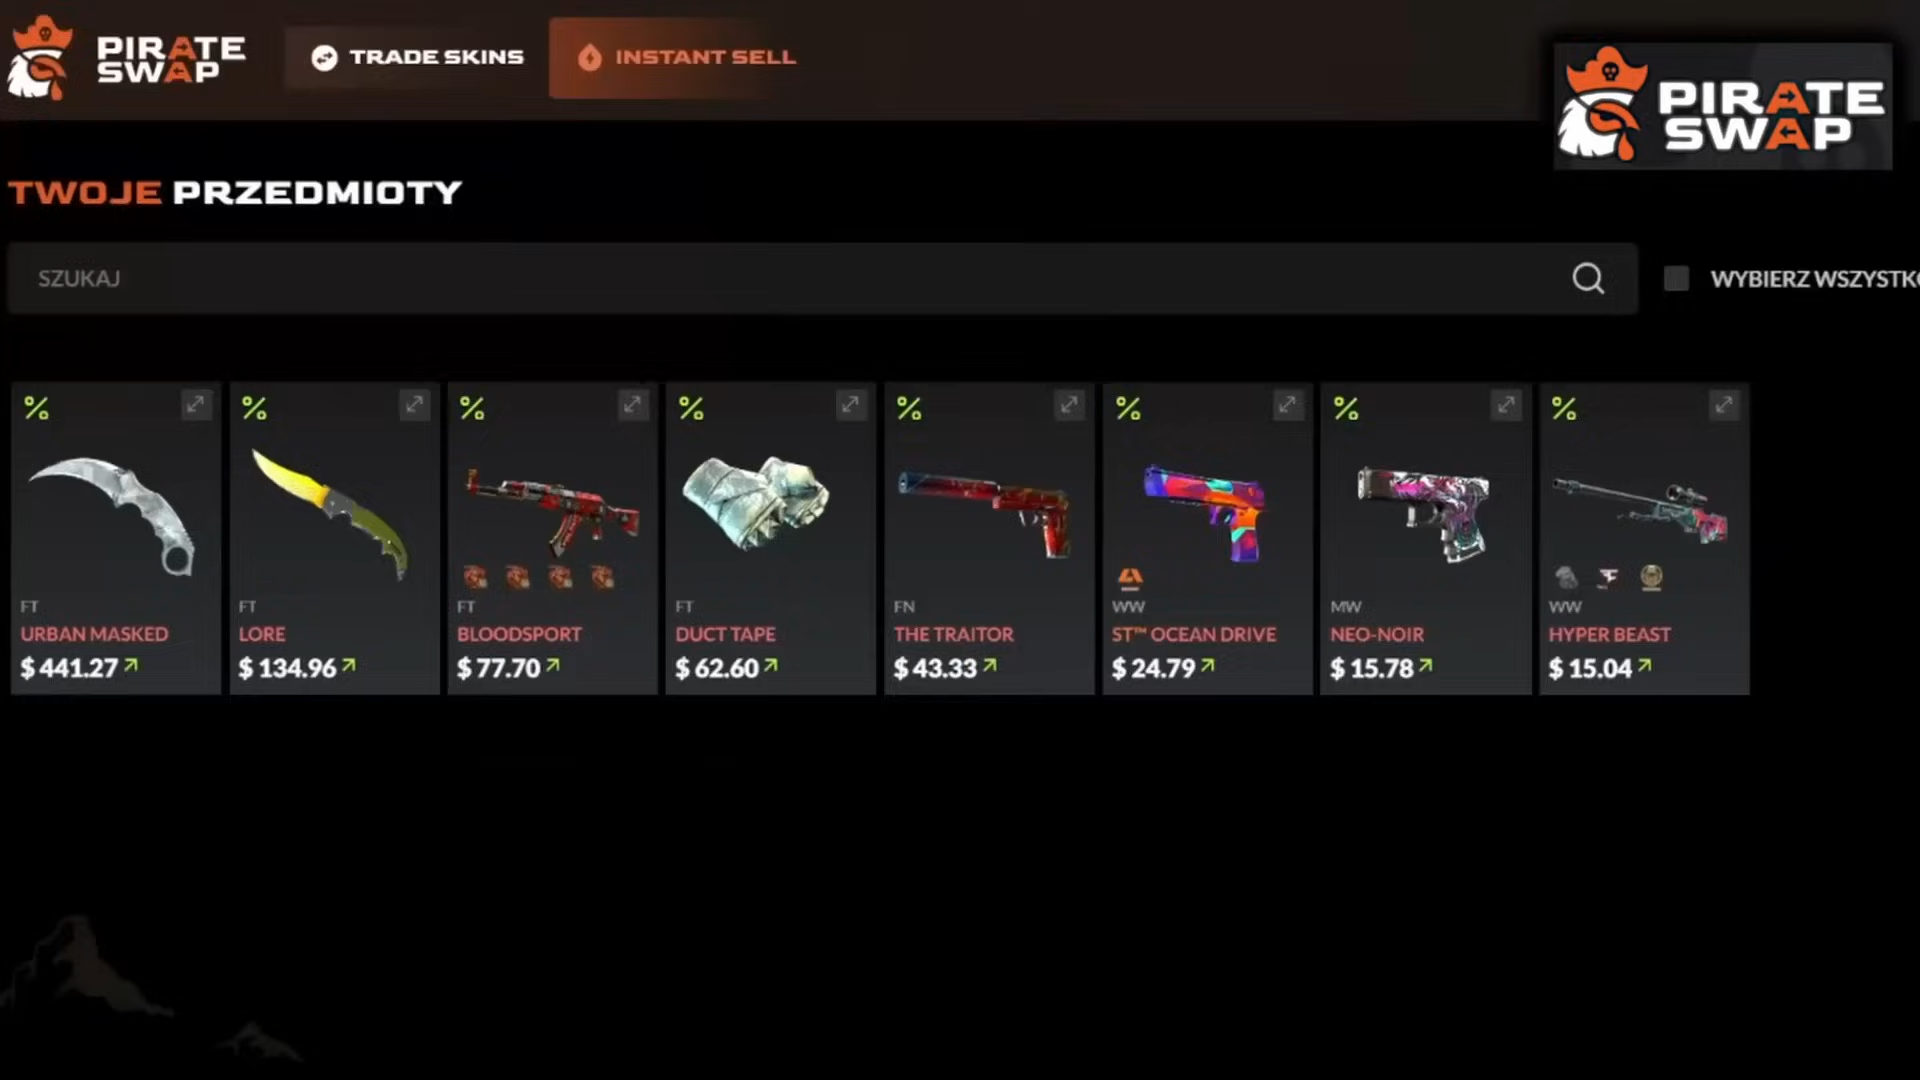 PIRATE
SWAP
TRADE SKINS
INSTANT SELL
PIRATE
SWAP
TWOJE PRZEDMIOTY
SZUKAJ
WYBIERZ WSZYSTKO
%
%
%
%
%
%
%
%
FT
URBAN MASKED
$ 441.27
FT
LORE
$ 134.96
FT
BLOODSPORT
$ 77.70
FT
DUCT TAPE
$ 62.60
FN
THE TRAITOR
$ 43.33
WW
ST™ OCEAN DRIVE
$ 24.79
MW
NEO-NOIR
$ 15.78
WW
HYPER BEAST
$ 15.04